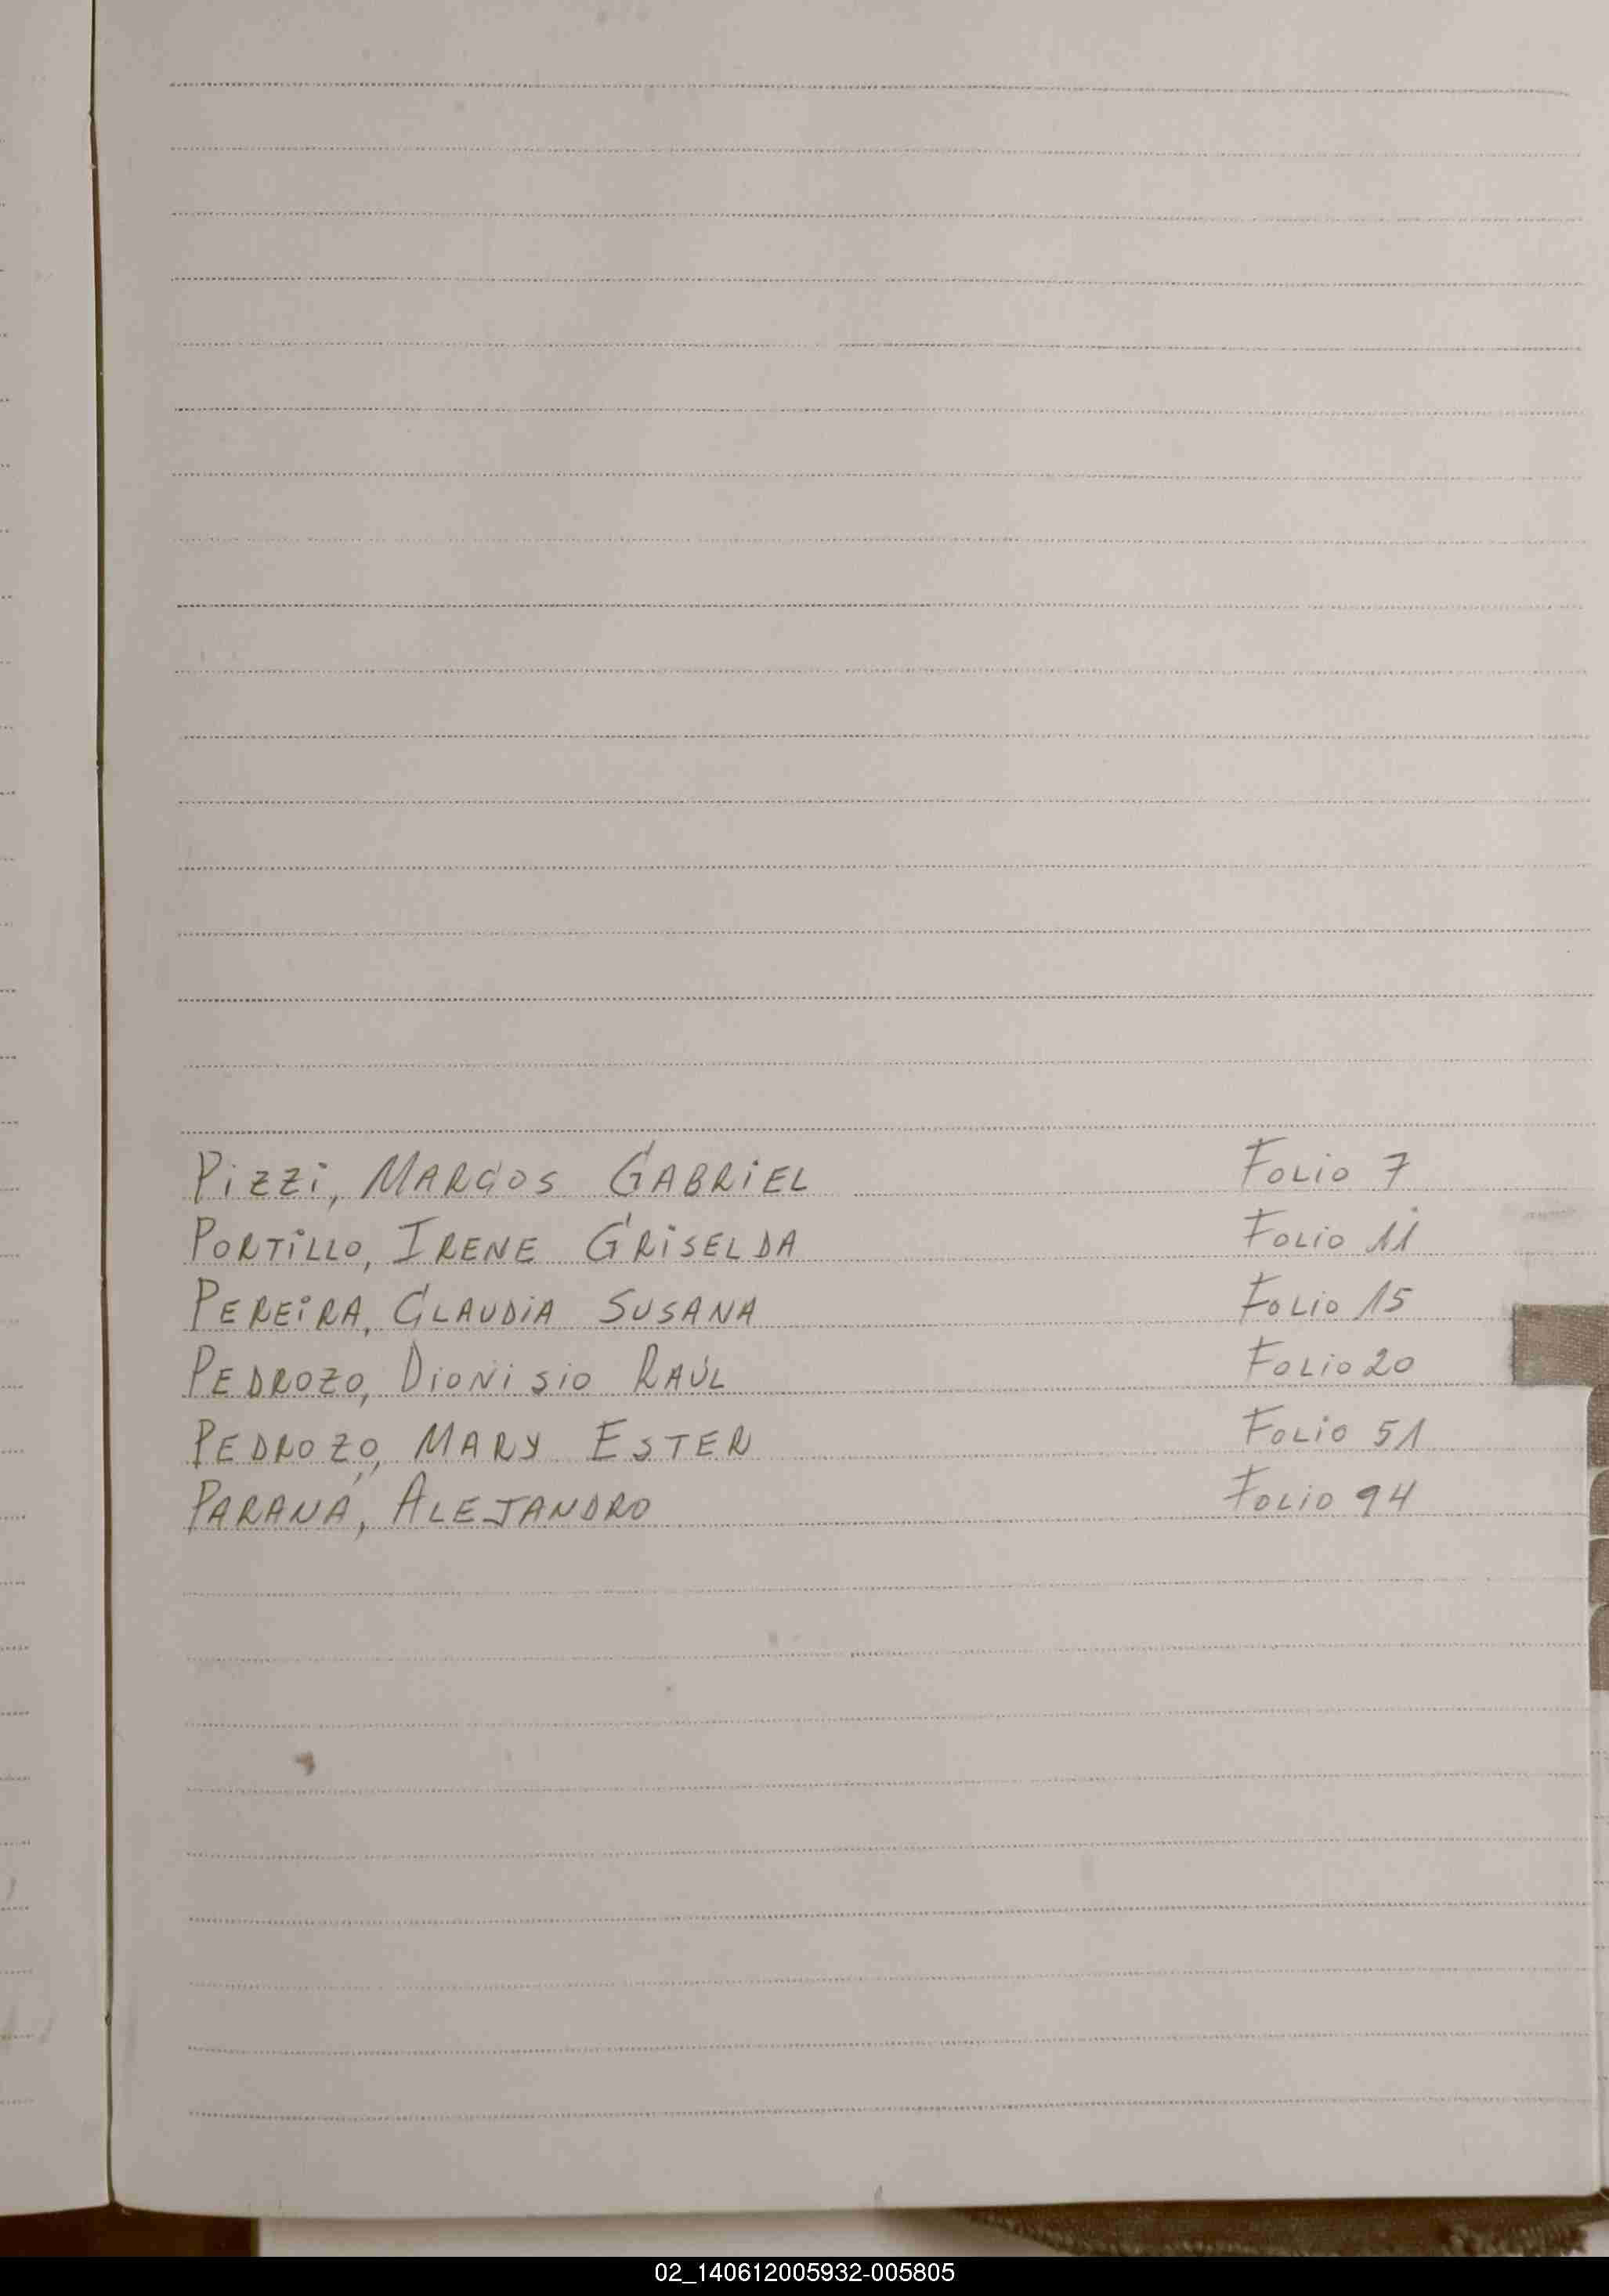 Pizzi, MARCOS GABRiEL Folio 7
PORTiLLO, IRENE GRiSELDA Folio 11
PEREiRA, CLAUDiA SUSANA Folio 15
PEDROZO, DioNisio RAÚL Folio 20
PEDROZO, MARY ESTER Folio 51
PARANÁ, ALEJANDRO Folio 94
02_140612005932-005805